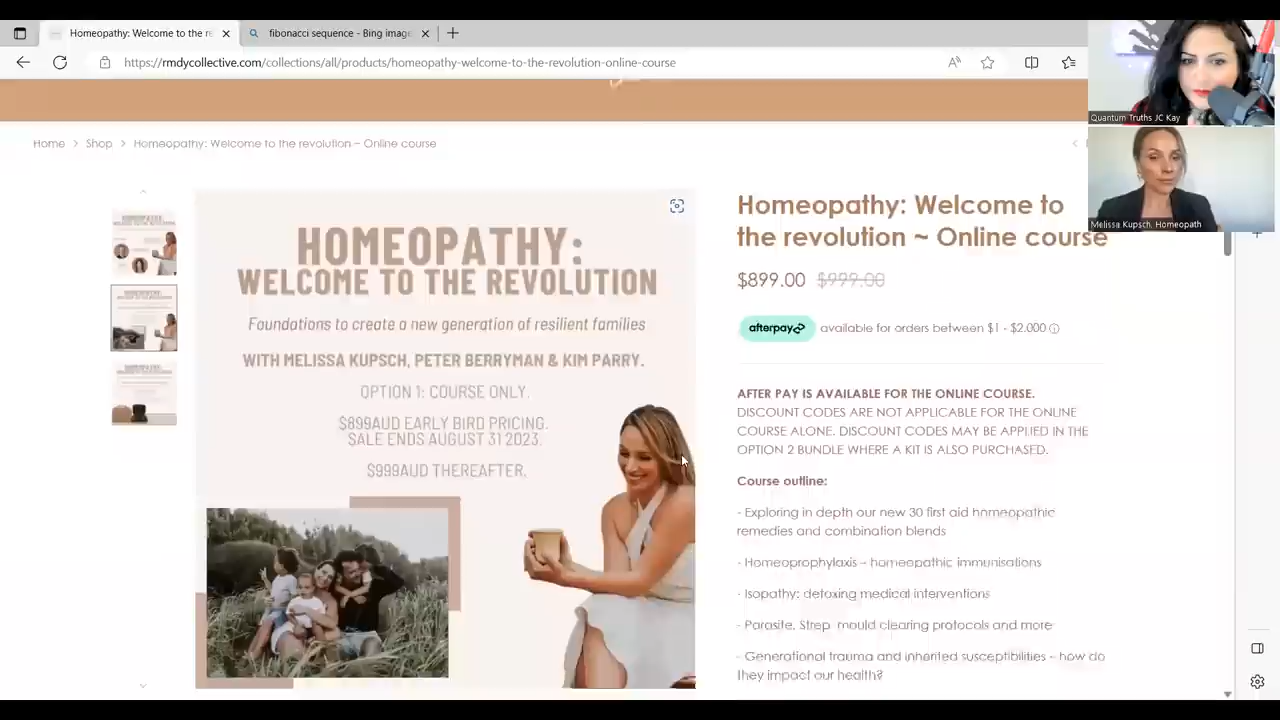 Homeopathy: Welcome to the re
fibonacci sequence - Bing image
https://rmdycollective.com/collections/all/products/homeopathy-welcome-to-the-revolution-online-course
Quantum Truths JC Kay
Melissa Kupsch, Homeopath
Home > Shop > Homeopathy: Welcome to the revolution ~ Online course
HOMEOPATHY:
WELCOME TO THE REVOLUTION
Foundations to create a new generation of resilient families
WITH MELISSA KUPSCH, PETER BERRYMAN & KIM PARRY.
OPTION 1: COURSE ONLY.
$899AUD EARLY BIRD PRICING.
SALE ENDS AUGUST 31 2023.
$999AUD THEREAFTER.
Homeopathy: Welcome to
the revolution ~ Online course
$899.00 $999.00
afterpay available for orders between $1 - $2,000
AFTER PAY IS AVAILABLE FOR THE ONLINE COURSE.
DISCOUNT CODES ARE NOT APPLICABLE FOR THE ONLINE
COURSE ALONE. DISCOUNT CODES MAY BE APPLIED IN THE
OPTION 2 BUNDLE WHERE A KIT IS ALSO PURCHASED.
Course outline:
- Exploring in depth our new 30 first aid homeopathic
remedies and combination blends
- Homeoprophylaxis - homeopathic immunisations
- Isopathy: detoxing medical interventions
- Parasite, Strep mould clearing protocols and more
- Generational trauma and inherited susceptibilities - how do
they impact our health?